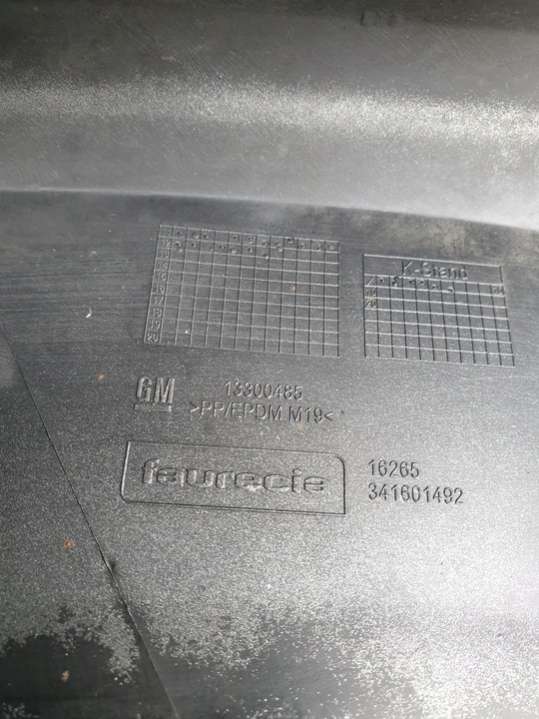 K-Stand
GM
13300485
>PP/EPDM M19<
faurecia
16265
341601492